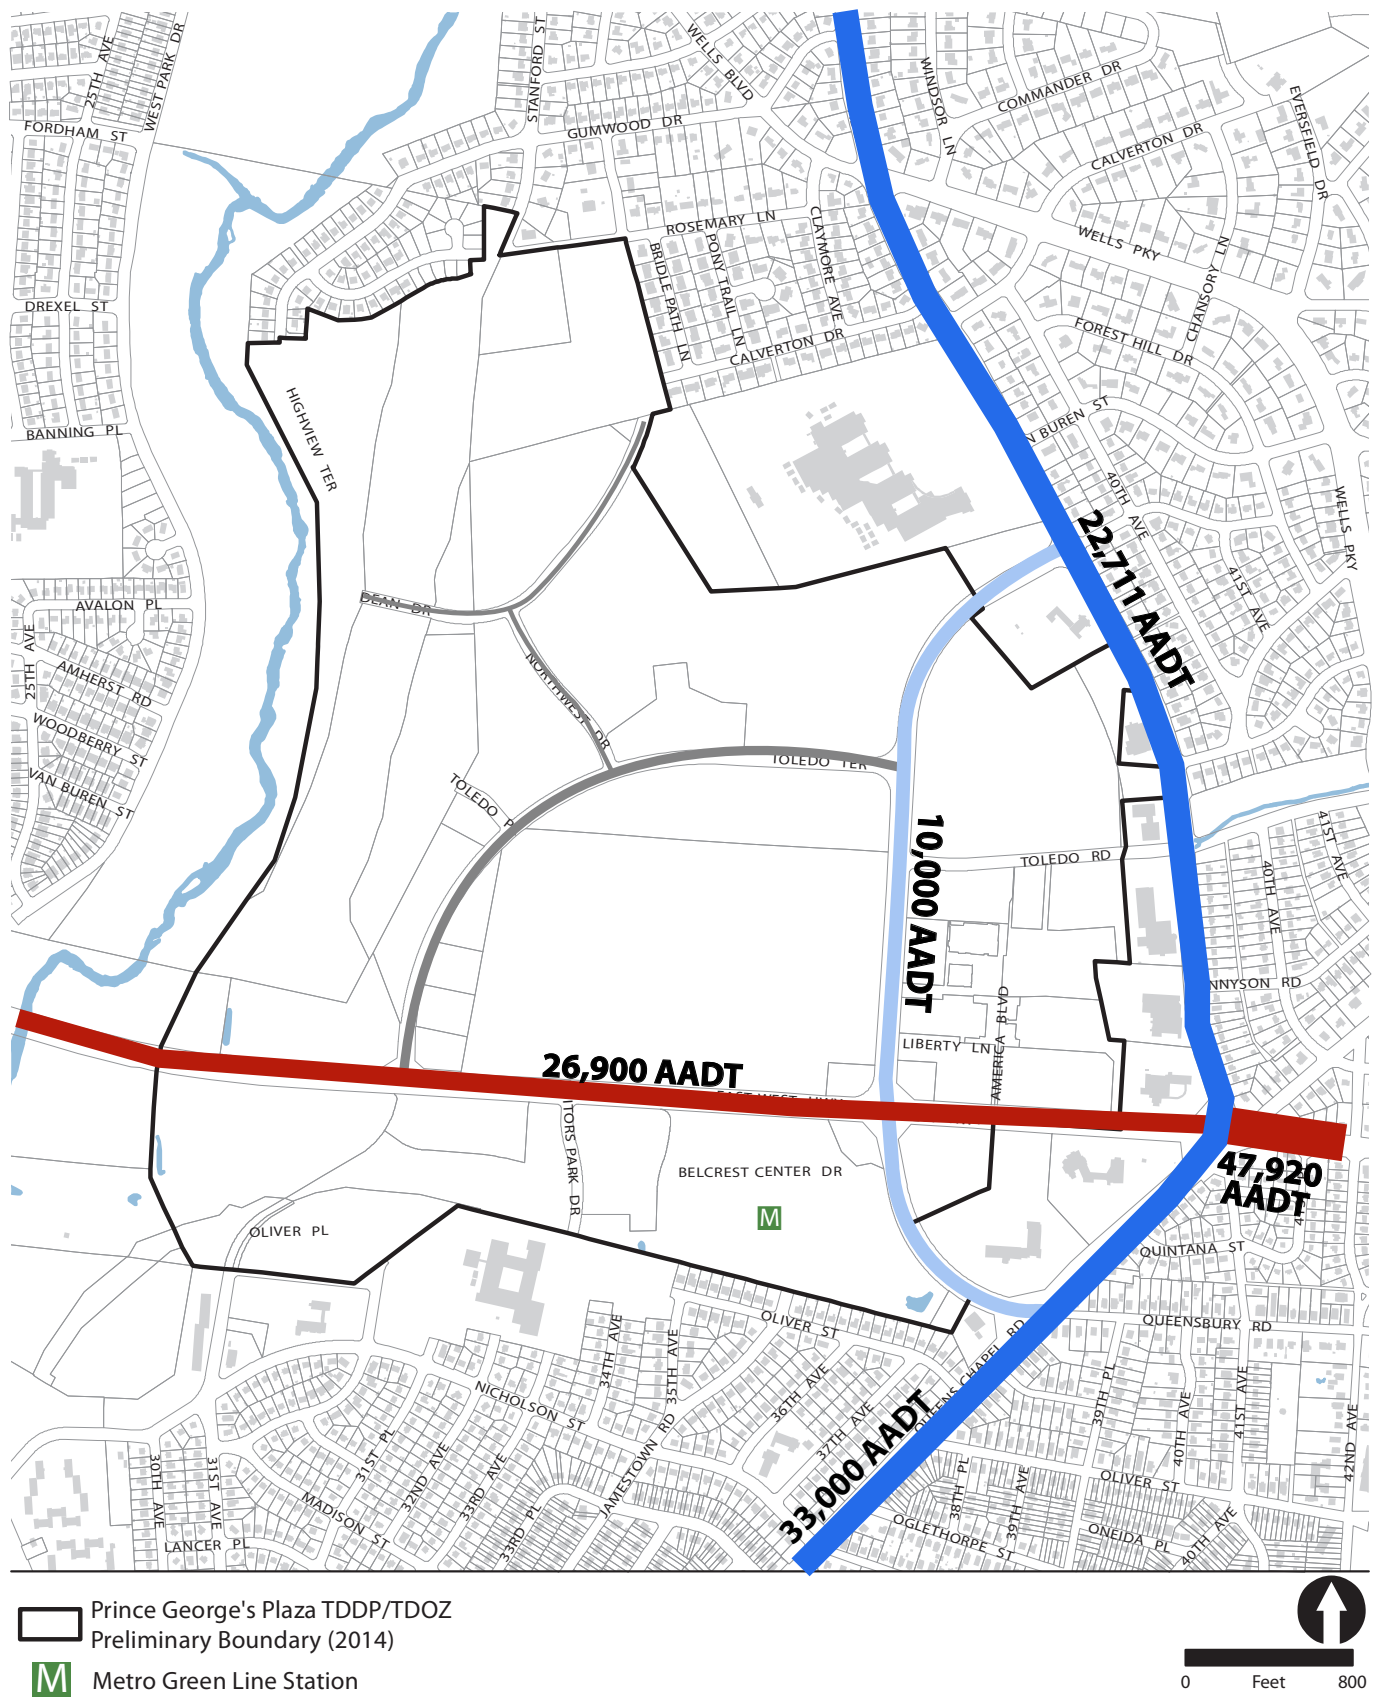 25TH AVE
WEST PARK DR
STANFORD ST
WELLS BLVD
WINDSOR LN
COMMANDER DR
EVERSFIELD DR
FORDHAM ST
GUMWOOD DR
CALVERTON DR
ROSEMARY LN
CLAYMORE AVE
WELLS PKY
BRIDLE PATH LN
PONY TRAIL LN
CHANSORY LN
DREXEL ST
CALVERTON DR
FOREST HILL DR
HIGHVIEW TER
N BUREN ST
BANNING PL
40TH AVE
WELLS PKY
22,711 AADT
41ST AVE
DEAN DR
AVALON PL
25TH AVE
AMHERST RD
NORTHWEST DR
WOODBERRY ST
TOLEDO TER
VAN BUREN ST
TOLEDO P
10,000 AADT
TOLEDO RD
41ST AVE
40TH AVE
NNYSON RD
AMERICA BLVD
LIBERTY LN
26,900 AADT
EAST WEST HWY
ITORS PARK DR
BELCREST CENTER DR
M
47,920
AADT
OLIVER PL
QUINTANA ST
OLIVER ST
QUEENSBURY RD
QUEENS CHAPEL RD
34TH AVE
35TH AVE
36TH AVE
37TH AVE
39TH PL
40TH AVE
41ST AVE
42ND AVE
NICHOLSON ST
33,000 AADT
JAMESTOWN RD
30TH AVE
31ST AVE
31ST PL
32ND AVE
33RD AVE
33RD PL
38TH PL
39TH AVE
OLIVER ST
MADISON ST
LANCER PL
OGLETHORPE ST
ONEIDA PL
40TH AVE
Prince George's Plaza TDDP/TDOZ
Preliminary Boundary (2014)
M Metro Green Line Station
0 Feet 800